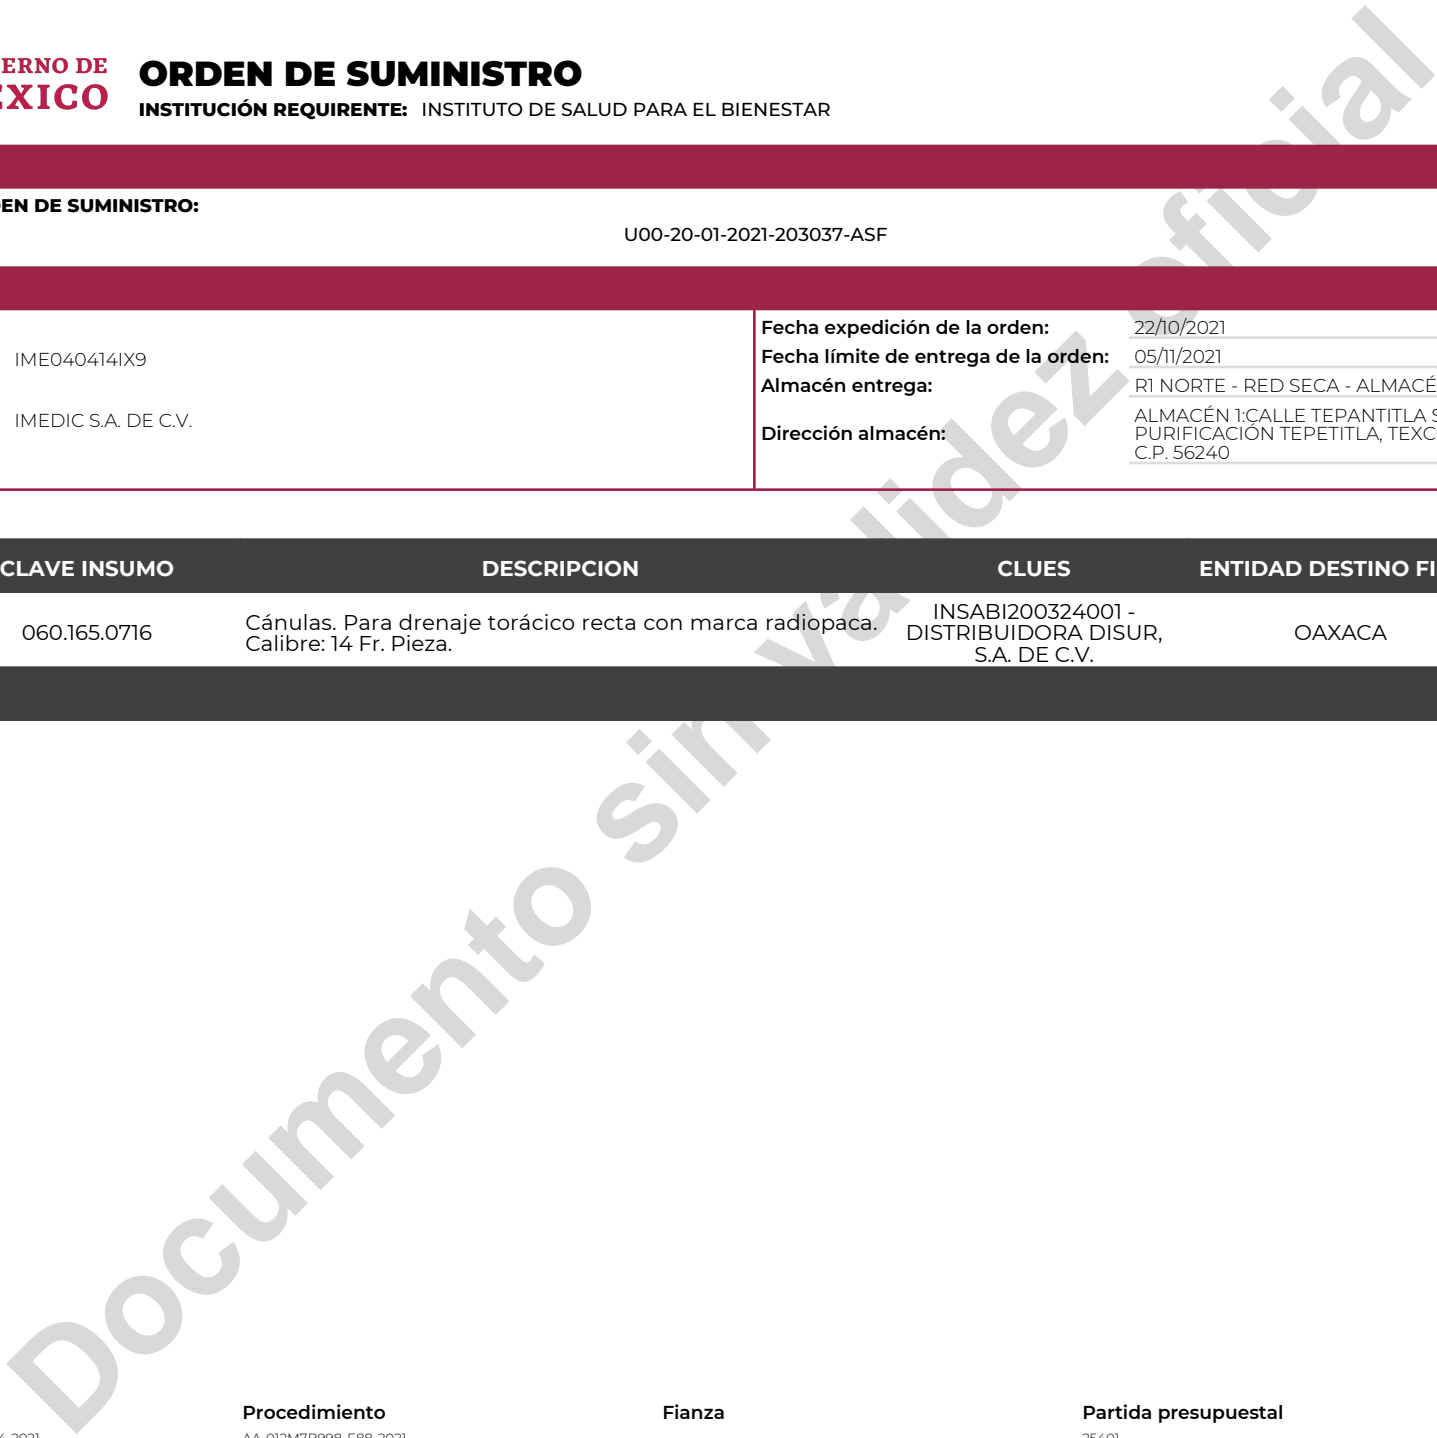 ERNO DE
EXICO
ORDEN DE SUMINISTRO
INSTITUCIÓN REQUIRENTE: INSTITUTO DE SALUD PARA EL BIENESTAR
EN DE SUMINISTRO:
U00-20-01-2021-203037-ASF
IME040414IX9
IMEDIC S.A. DE C.V.
Fecha expedición de la orden: 22/10/2021
Fecha límite de entrega de la orden: 05/11/2021
Almacén entrega: R1 NORTE - RED SECA - ALMACÉ
Dirección almacén:
ALMACÉN 1:CALLE TEPANTITLA S
PURIFICACIÓN TEPETITLA, TEXC
C.P. 56240
CLAVE INSUMO DESCRIPCION CLUES ENTIDAD DESTINO FI
060.165.0716
Cánulas. Para drenaje torácico recta con marca radiopaca.
Calibre: 14 Fr. Pieza.
INSABI200324001 -
DISTRIBUIDORA DISUR,
S.A. DE C.V.
OAXACA
Documento sin validez oficial
Procedimiento Fianza Partida presupuestal